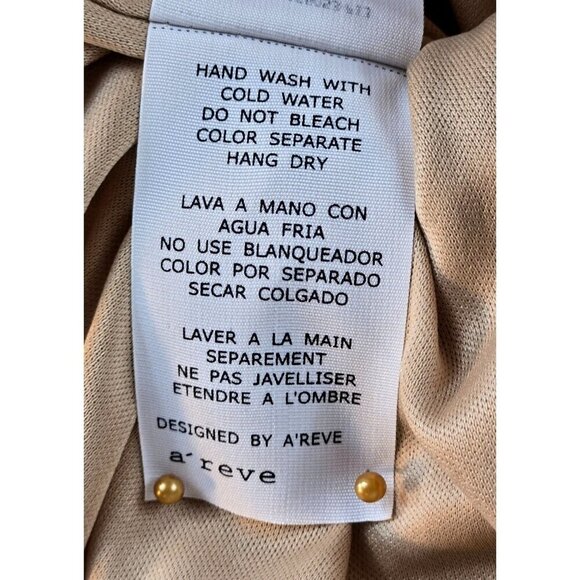 HAND WASH WITH
COLD WATER
DO NOT BLEACH
COLOR SEPARATE
HANG DRY
LAVA A MANO CON
AGUA FRIA
NO USE BLANQUEADOR
COLOR POR SEPARADO
SECAR COLGADO
LAVER A LA MAIN
SEPAREMENT
NE PAS JAVELLISER
ETENDRE A L'OMBRE
DESIGNED BY A'REVE
a´reve